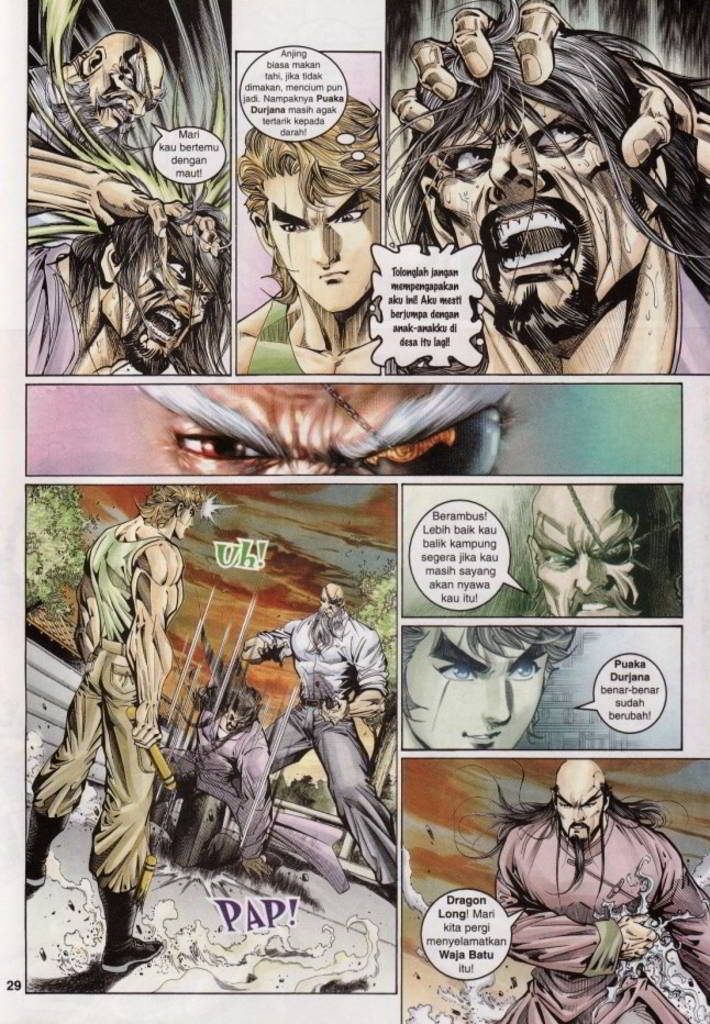 Mari
kau bertemu
dengan
maut!
Anjing
biasa makan
tahi, jika tidak
dimakan, mencium pun
jadi. Nampaknya Puaka
Durjana masih agak
tertarik kepada
darah!
Tolonglah jangan
mempengapakan
aku ini! Aku mesti
berjumpa dengan
anak-anakku di
desa itu lagi!
Uh!
PAP!
Berambus!
Lebih baik kau
balik kampung
segera jika kau
masih sayang
akan nyawa
kau itu!
Puaka
Durjana
benar-benar
sudah
berubah!
Dragon
Long! Mari
kita pergi
menyelamatkan
Waja Batu
itu!
29